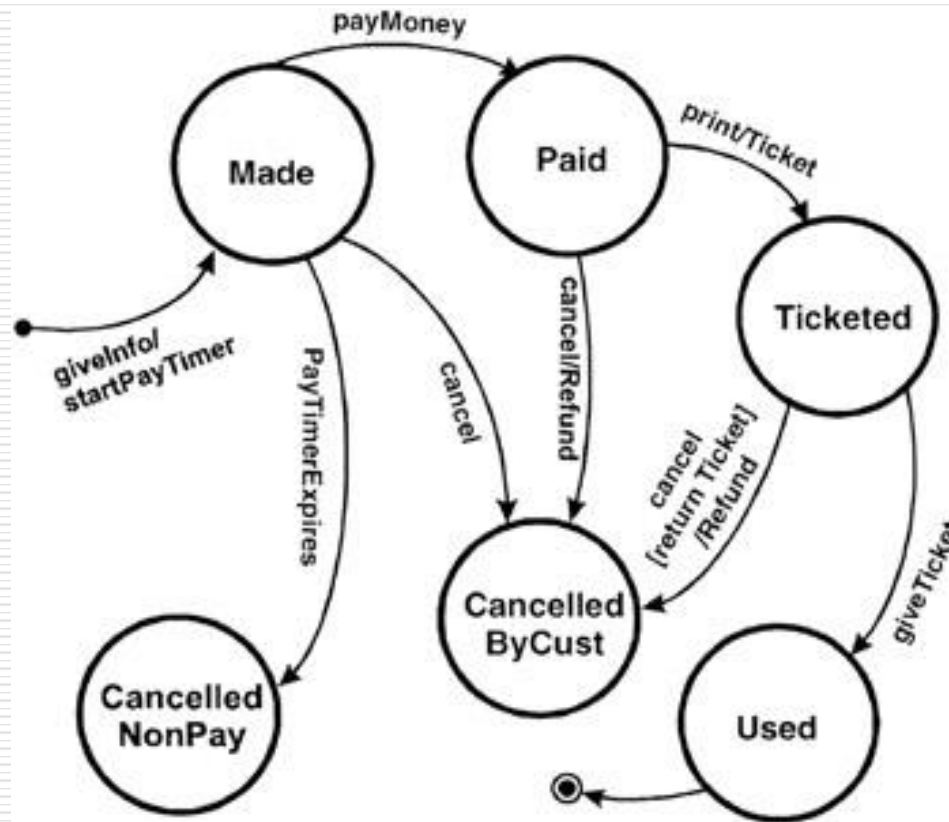 payMoney
Made
Paid
print/Ticket
giveInfo/
startPayTimer
PayTimerExpires
cancel
cancel/Refund
Ticketed
cancel
[return Ticket]
/Refund
giveTicket
Cancelled
ByCust
Cancelled
NonPay
Used